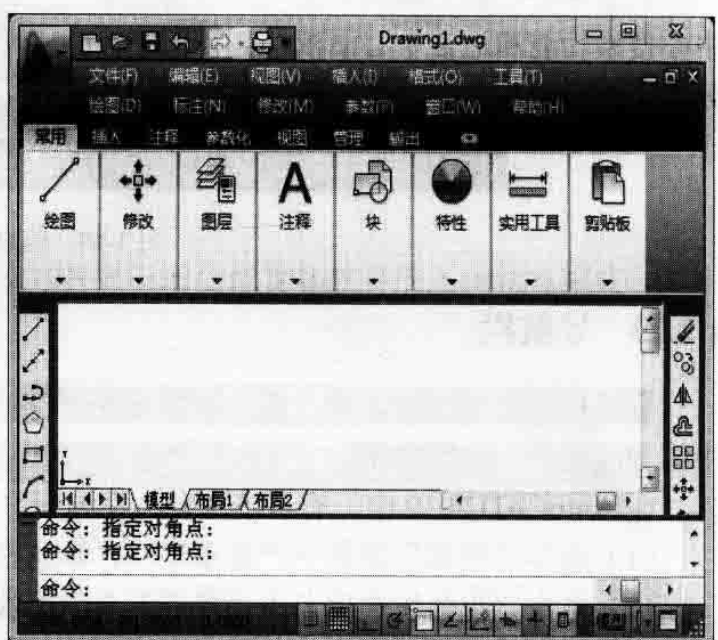 Drawing1.dwg
文件(F) 编辑(E) 视图(V) 插入(I) 格式(O) 工具(T)
绘图(D) 标注(N) 修改(M) 参数(P) 窗口(W) 帮助(H)
常用 插入 注释 参数化 视图 管理 输出
绘图 修改 图层 A 注释 块 特性 实用工具 剪贴板
Y
X
模型 布局1 布局2
命令: 指定对角点:
命令: 指定对角点:
命令:
模型